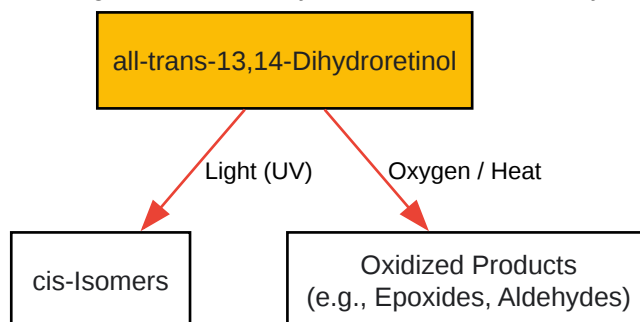 all-trans-13,14-Dihydroretinol
Light (UV)
Oxygen / Heat
cis-Isomers
Oxidized Products
(e.g., Epoxides, Aldehydes)